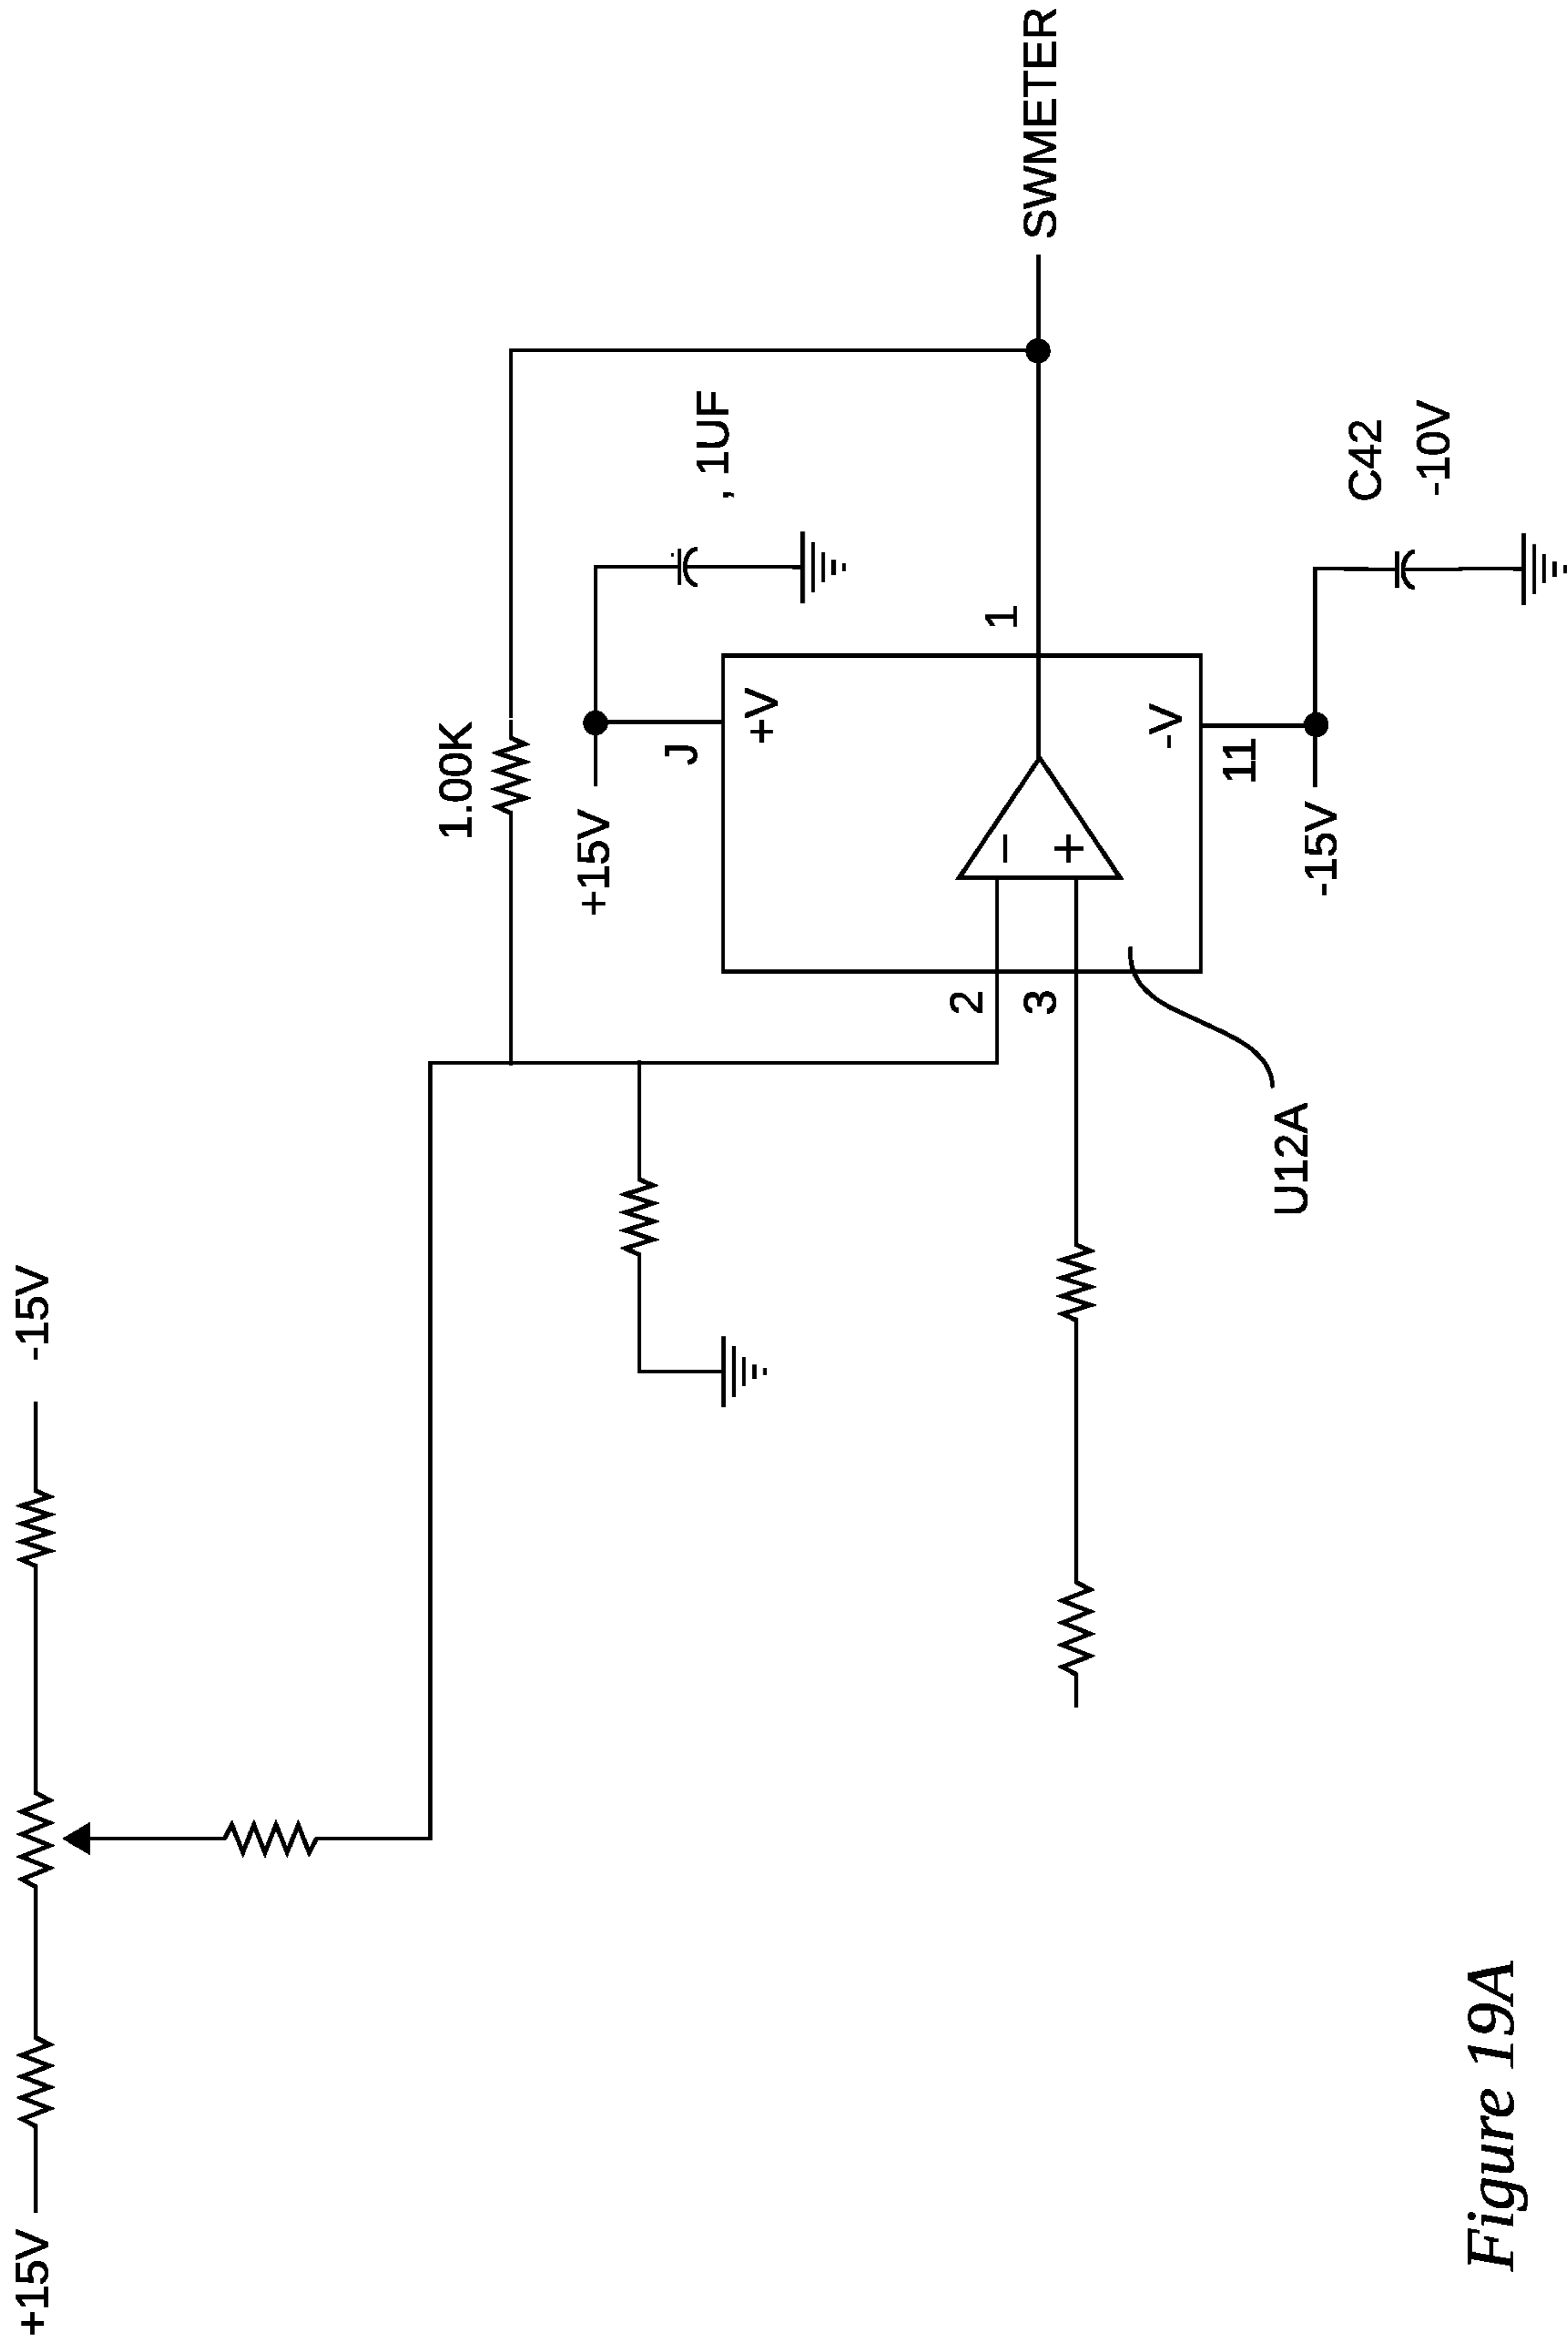 +15V
-15V
1.00K
+15V
J
, 1UF
+V
2
3
−
+
1
SWMETER
-V
11
-15V
C42
-10V
U12A
Figure 19A